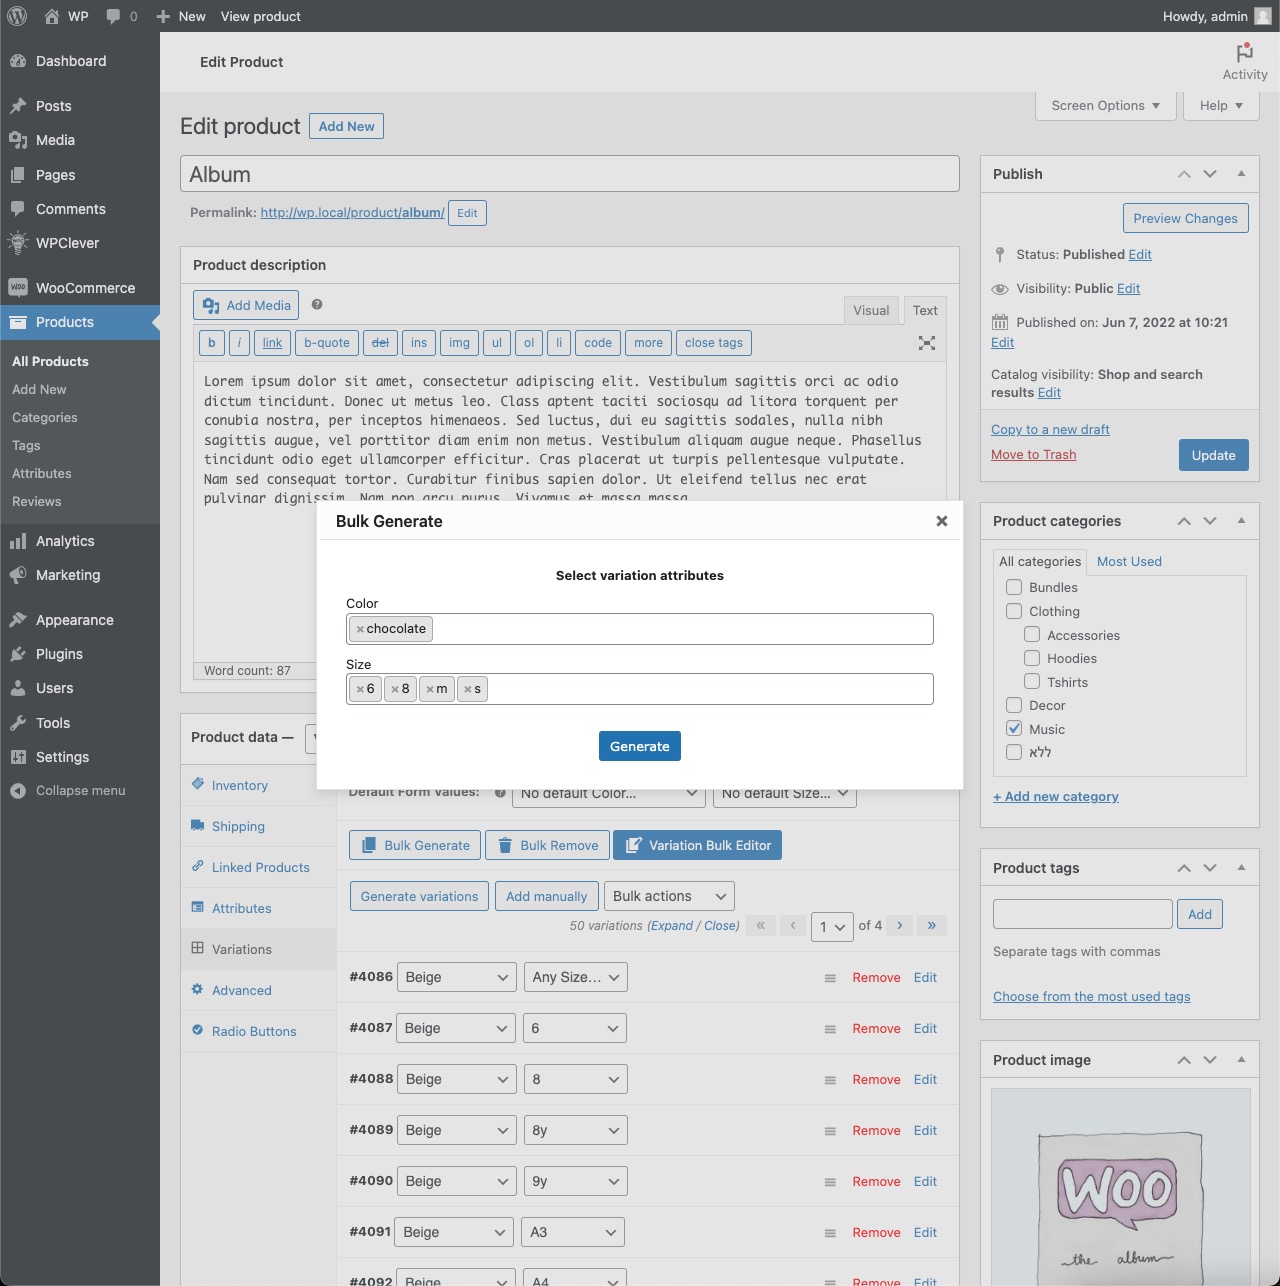 WP 0 New View product Howdy, admin
Dashboard
Posts
Media
Pages
Comments
WPClever
WooCommerce
Products
All Products
Add New
Categories
Tags
Attributes
Reviews
Analytics
Marketing
Appearance
Plugins
Users
Tools
Settings
Collapse menu
Edit Product
Activity
Screen Options
Help
Edit product Add New
Album
Permalink: http://wp.local/product/album/ Edit
Product description
Add Media
Visual Text
b i link b-quote del ins img ul ol li code more close tags
Lorem ipsum dolor sit amet, consectetur adipiscing elit. Vestibulum sagittis orci ac odio
dictum tincidunt. Donec ut metus leo. Class aptent taciti sociosqu ad litora torquent per
conubia nostra, per inceptos himenaeos. Sed luctus, dui eu sagittis sodales, nulla nibh
sagittis augue, vel porttitor diam enim non metus. Vestibulum aliquam augue neque. Phasellus
tincidunt odio eget ullamcorper efficitur. Cras placerat ut turpis pellentesque vulputate.
Nam sed consequat tortor. Curabitur finibus sapien dolor. Ut eleifend tellus nec erat
pulvinar dignissim. Nam non arcu purus. Vivamus et massa massa
Word count: 87
Bulk Generate
Select variation attributes
Color
× chocolate
Size
× 6 × 8 × m × s
Generate
Product data —
Inventory
Shipping
Linked Products
Attributes
Variations
Advanced
Radio Buttons
Default Form Values: No default Color... No default Size...
Bulk Generate Bulk Remove Variation Bulk Editor
Generate variations Add manually Bulk actions
50 variations (Expand / Close) « ‹ 1 of 4 › »
#4086 Beige Any Size... Remove Edit
#4087 Beige 6 Remove Edit
#4088 Beige 8 Remove Edit
#4089 Beige 8y Remove Edit
#4090 Beige 9y Remove Edit
#4091 Beige A3 Remove Edit
#4092 Beige A4 Remove Edit
Publish
Preview Changes
Status: Published Edit
Visibility: Public Edit
Published on: Jun 7, 2022 at 10:21
Edit
Catalog visibility: Shop and search
results Edit
Copy to a new draft
Move to Trash
Update
Product categories
All categories Most Used
Bundles
Clothing
Accessories
Hoodies
Tshirts
Decor
Music
ללא
+ Add new category
Product tags
Add
Separate tags with commas
Choose from the most used tags
Product image
WOO
the album